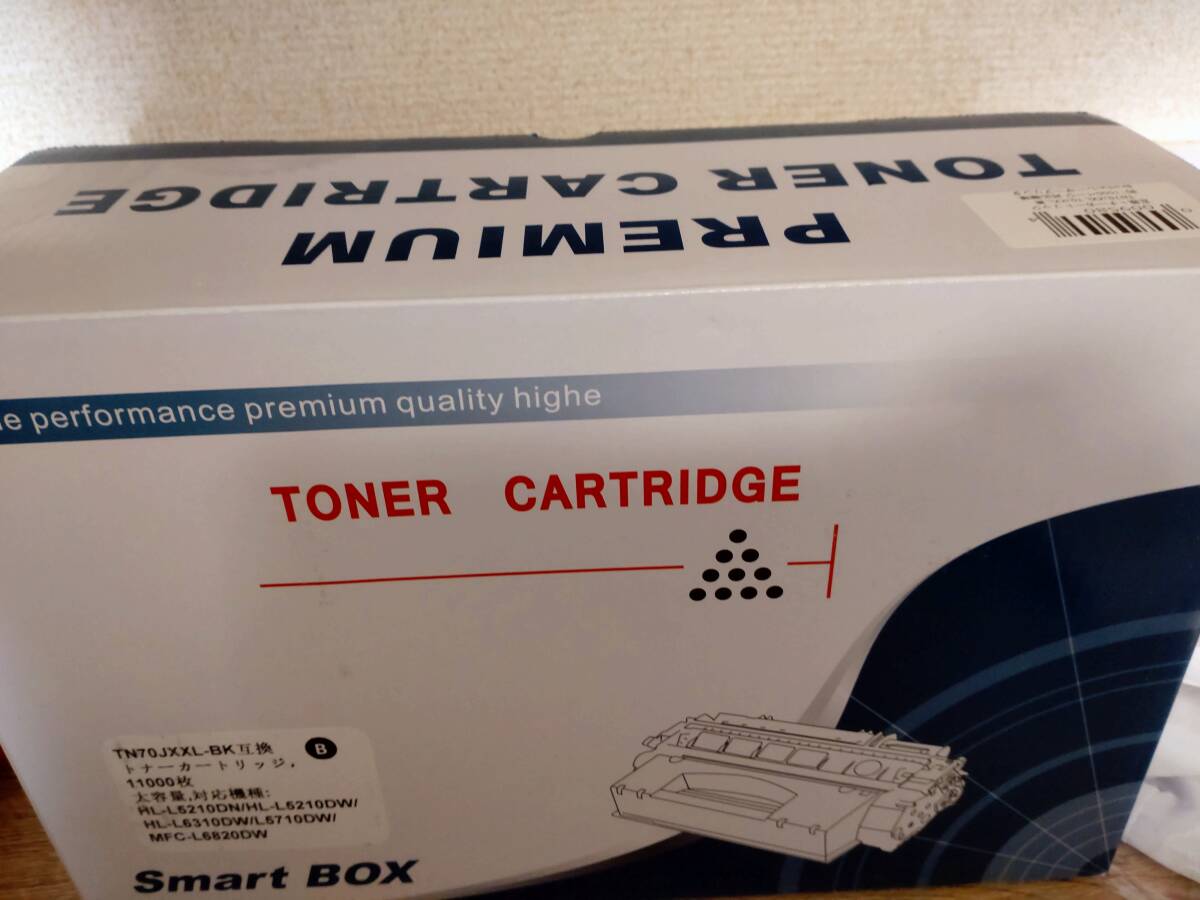 PREMIUM
TONER CARTRIDGE
e performance premium quality highe
TONER CARTRIDGE
TN70JXXL-BK互換 B
トナーカートリッジ,
11000枚
大容量,対応機種:
HL-L5210DN/HL-L5210DW/
HL-L6310DW/L5710DW/
MFC-L6820DW
Smart BOX